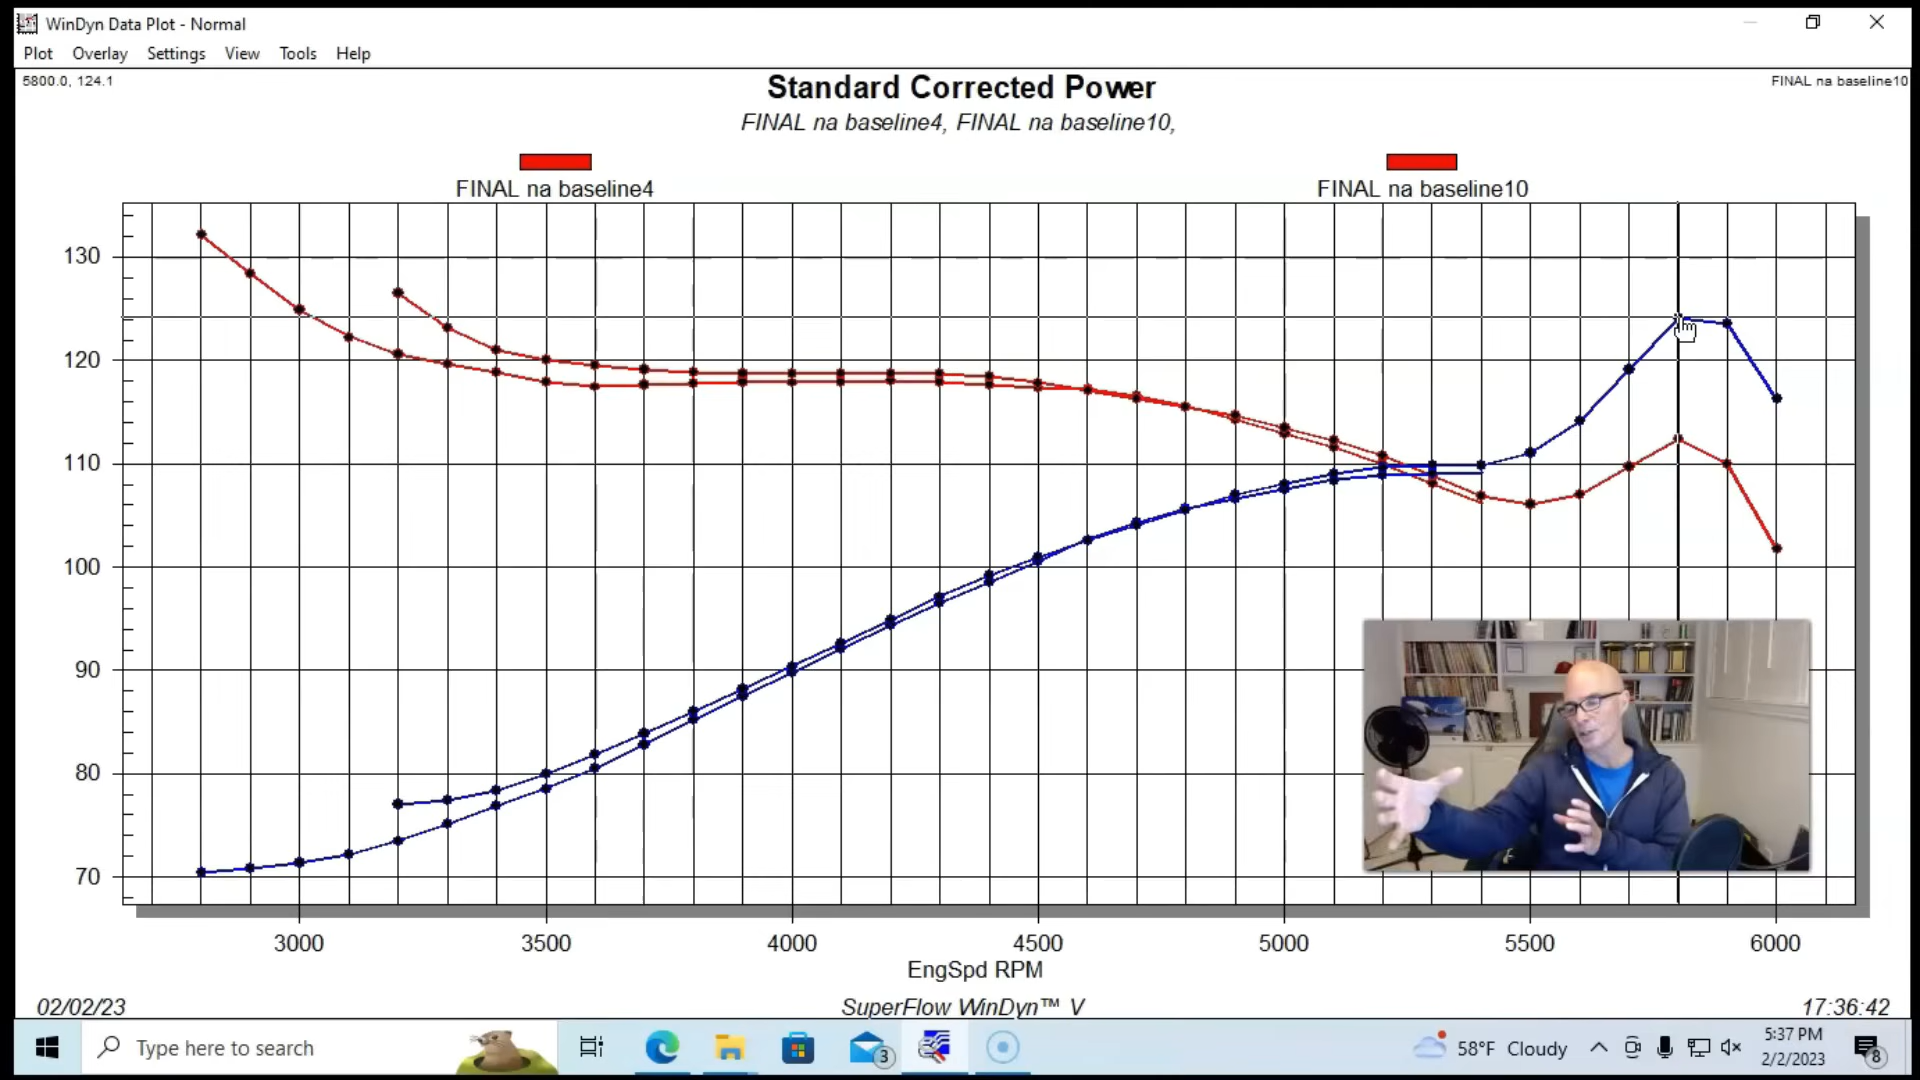 WinDyn Data Plot - Normal
Plot Overlay Settings View Tools Help
5800.0, 124.1
FINAL na baseline10
Standard Corrected Power
FINAL na baseline4, FINAL na baseline10,
FINAL na baseline4
FINAL na baseline10
130
120
110
100
90
80
70
3000 3500 4000 4500 5000 5500 6000
EngSpd RPM
02/02/23
SuperFlow WinDyn™ V
17:36:42
Type here to search
3
58°F Cloudy
5:37 PM
2/2/2023
8